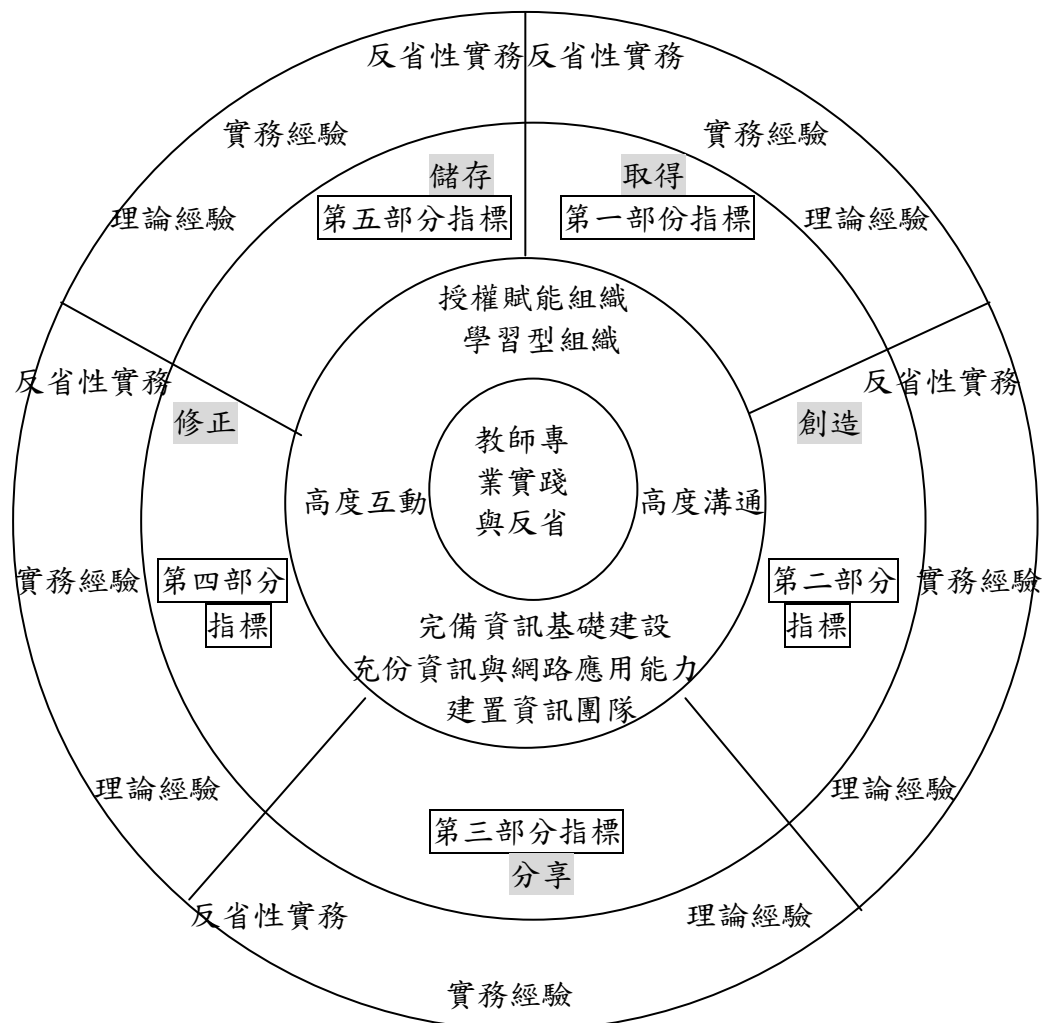 反省性實務 反省性實務
實務經驗 實務經驗
儲存 取得
理論經驗 第五部分指標 第一部份指標 理論經驗
授權賦能組織
學習型組織
反省性實務 反省性實務
修正 創造
教師專
業實踐
與反省
高度互動 高度溝通
實務經驗 第四部分 第二部分 實務經驗
指標 指標
完備資訊基礎建設
充份資訊與網路應用能力
建置資訊團隊
理論經驗 理論經驗
第三部分指標
分享
反省性實務 理論經驗
實務經驗